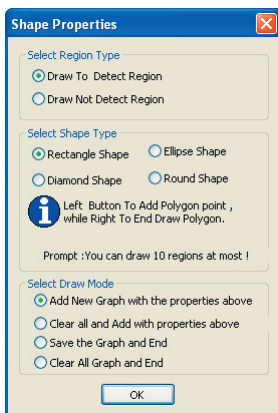 Shape Properties
Select Region Type
Draw To Detect Region
Draw Not Detect Region
Select Shape Type
Rectangle Shape
Ellipse Shape
Diamond Shape
Round Shape
Left Button To Add Polygon point ,
while Right To End Draw Polygon.
Prompt :You can draw 10 regions at most !
Select Draw Mode
Add New Graph with the properties above
Clear all and Add with properties above
Save the Graph and End
Clear All Graph and End
OK